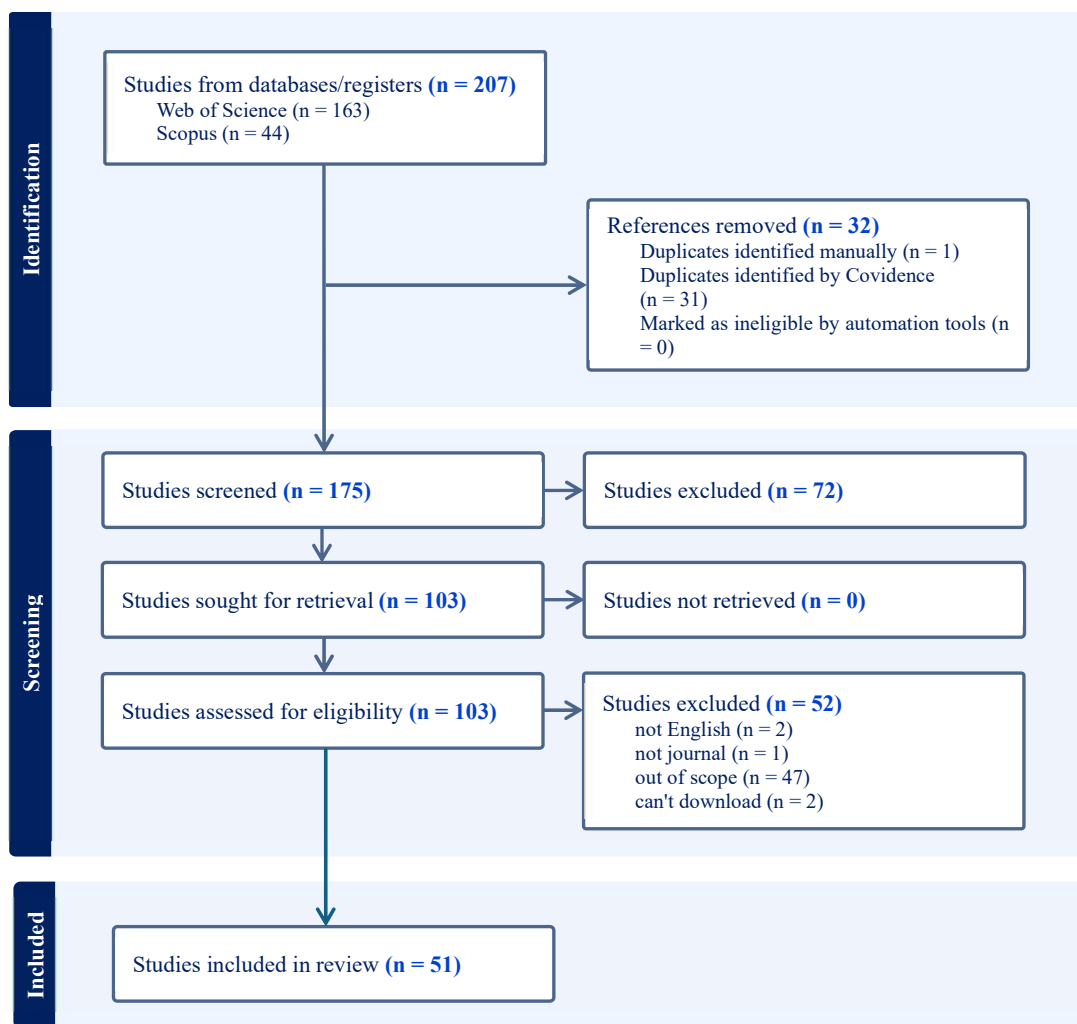 Identification
Studies from databases/registers (n = 207)
Web of Science (n = 163)
Scopus (n = 44)
References removed (n = 32)
Duplicates identified manually (n = 1)
Duplicates identified by Covidence
(n = 31)
Marked as ineligible by automation tools (n
= 0)
Screening
Studies screened (n = 175)
Studies excluded (n = 72)
Studies sought for retrieval (n = 103)
Studies not retrieved (n = 0)
Studies assessed for eligibility (n = 103)
Studies excluded (n = 52)
not English (n = 2)
not journal (n = 1)
out of scope (n = 47)
can't download (n = 2)
Included
Studies included in review (n = 51)